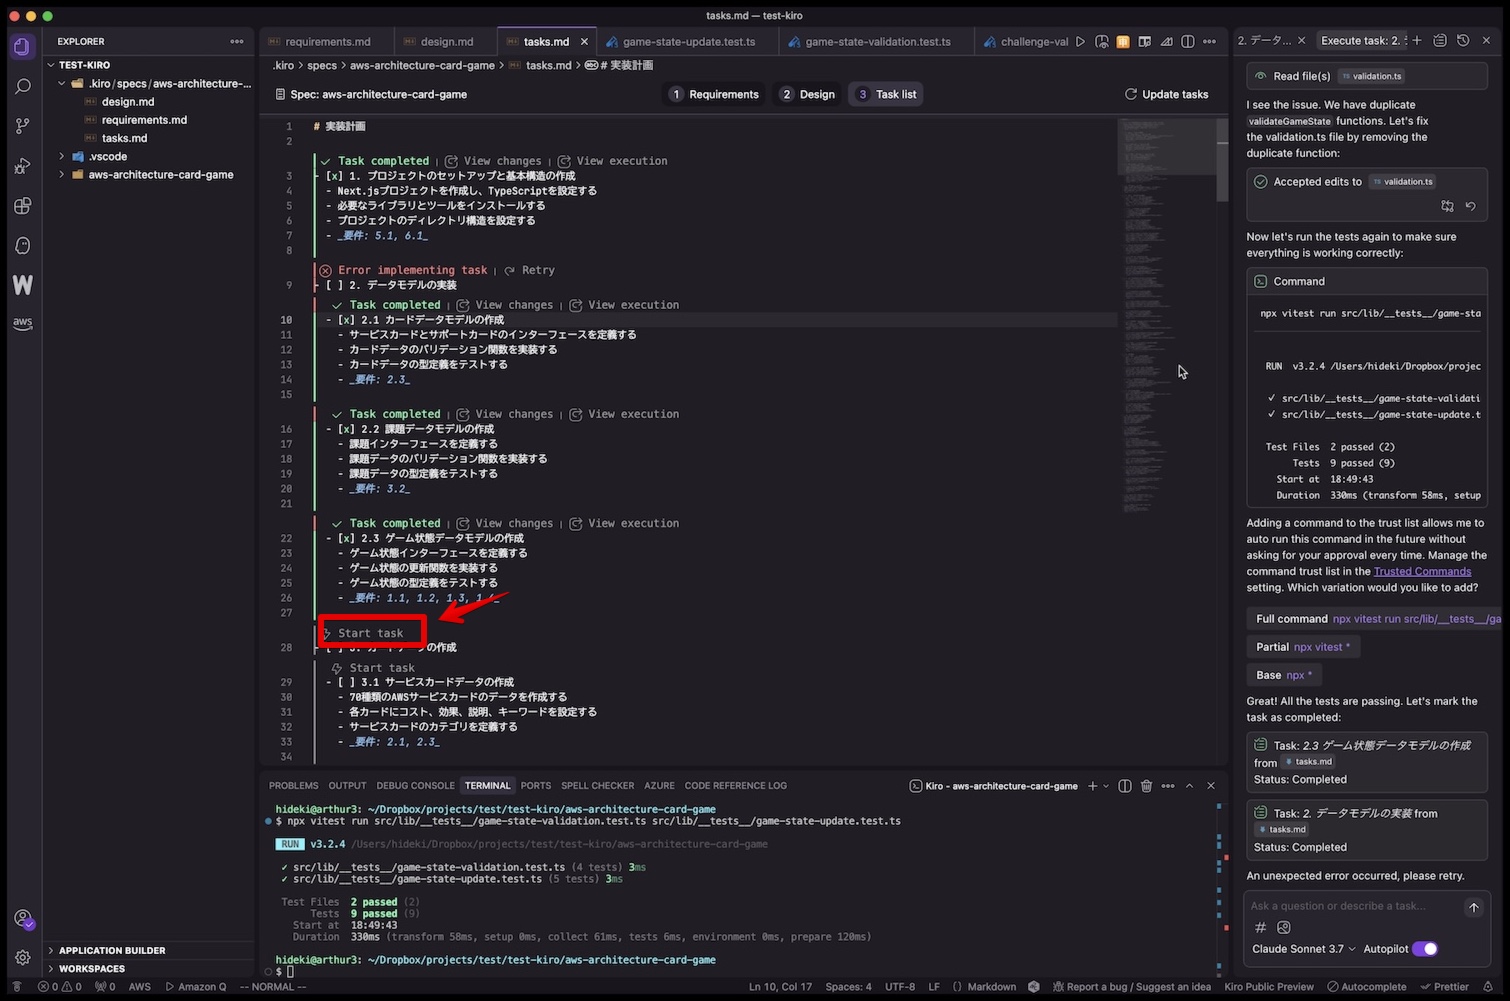 tasks.md — test-kiro
EXPLORER
TEST-KIRO
.kiro/specs/aws-architecture-...
design.md
requirements.md
tasks.md
.vscode
aws-architecture-card-game
APPLICATION BUILDER
WORKSPACES
requirements.md
design.md
tasks.md
game-state-update.test.ts
game-state-validation.test.ts
challenge-val
.kiro > specs > aws-architecture-card-game > tasks.md > # 実装計画
Spec: aws-architecture-card-game
1 Requirements
2 Design
3 Task list
Update tasks
1 # 実装計画
2
Task completed | View changes | View execution
3 - [x] 1. プロジェクトのセットアップと基本構造の作成
4 - Next.jsプロジェクトを作成し、TypeScriptを設定する
5 - 必要なライブラリとツールをインストールする
6 - プロジェクトのディレクトリ構造を設定する
7 - _要件: 5.1, 6.1_
8
Error implementing task | Retry
9 - [ ] 2. データモデルの実装
Task completed | View changes | View execution
10 - [x] 2.1 カードデータモデルの作成
11 - サービスカードとサポートカードのインターフェースを定義する
12 - カードデータのバリデーション関数を実装する
13 - カードデータの型定義をテストする
14 - _要件: 2.3_
15
Task completed | View changes | View execution
16 - [x] 2.2 課題データモデルの作成
17 - 課題インターフェースを定義する
18 - 課題データのバリデーション関数を実装する
19 - 課題データの型定義をテストする
20 - _要件: 3.2_
21
Task completed | View changes | View execution
22 - [x] 2.3 ゲーム状態データモデルの作成
23 - ゲーム状態インターフェースを定義する
24 - ゲーム状態の更新関数を実装する
25 - ゲーム状態の型定義をテストする
26 - _要件: 1.1, 1.2, 1.3,
27
Start task
28 の作成
Start task
29 - [ ] 3.1 サービスカードデータの作成
30 - 70種類のAWSサービスカードのデータを作成する
31 - 各カードにコスト、効果、説明、キーワードを設定する
32 - サービスカードのカテゴリを定義する
33 - _要件: 2.1, 2.3_
34
PROBLEMS OUTPUT DEBUG CONSOLE TERMINAL PORTS SPELL CHECKER AZURE CODE REFERENCE LOG
Kiro - aws-architecture-card-game
hideki@arthur3: ~/Dropbox/projects/test/test-kiro/aws-architecture-card-game
$ npx vitest run src/lib/__tests__/game-state-validation.test.ts src/lib/__tests__/game-state-update.test.ts
RUN v3.2.4 /Users/hideki/Dropbox/projects/test/test-kiro/aws-architecture-card-game
✓ src/lib/__tests__/game-state-validation.test.ts (4 tests) 3ms
✓ src/lib/__tests__/game-state-update.test.ts (5 tests) 3ms
Test Files 2 passed (2)
Tests 9 passed (9)
Start at 18:49:43
Duration 330ms (transform 58ms, setup 0ms, collect 61ms, tests 6ms, environment 0ms, prepare 120ms)
hideki@arthur3: ~/Dropbox/projects/test/test-kiro/aws-architecture-card-game
$
2. データ...
Execute task: 2.
Read file(s) validation.ts
I see the issue. We have duplicate
validateGameState functions. Let's fix
the validation.ts file by removing the
duplicate function:
Accepted edits to validation.ts
Now let's run the tests again to make sure
everything is working correctly:
Command
npx vitest run src/lib/__tests__/game-sta
RUN v3.2.4 /Users/hideki/Dropbox/projec
✓ src/lib/__tests__/game-state-validati
✓ src/lib/__tests__/game-state-update.t
Test Files 2 passed (2)
Tests 9 passed (9)
Start at 18:49:43
Duration 330ms (transform 58ms, setup
Adding a command to the trust list allows me to
auto run this command in the future without
asking for your approval every time. Manage the
command trust list in the Trusted Commands
setting. Which variation would you like to add?
Full command npx vitest run src/lib/__tests__/ga
Partial npx vitest *
Base npx *
Great! All the tests are passing. Let's mark the
task as completed:
Task: 2.3 ゲーム状態データモデルの作成
from tasks.md
Status: Completed
Task: 2. データモデルの実装 from
tasks.md
Status: Completed
An unexpected error occurred, please retry.
Ask a question or describe a task...
Claude Sonnet 3.7 Autopilot
0 0 0 AWS Amazon Q -- NORMAL -- Ln 10, Col 17 Spaces: 4 UTF-8 LF {} Markdown Report a bug / Suggest an idea Kiro Public Preview Autocomplete Prettier